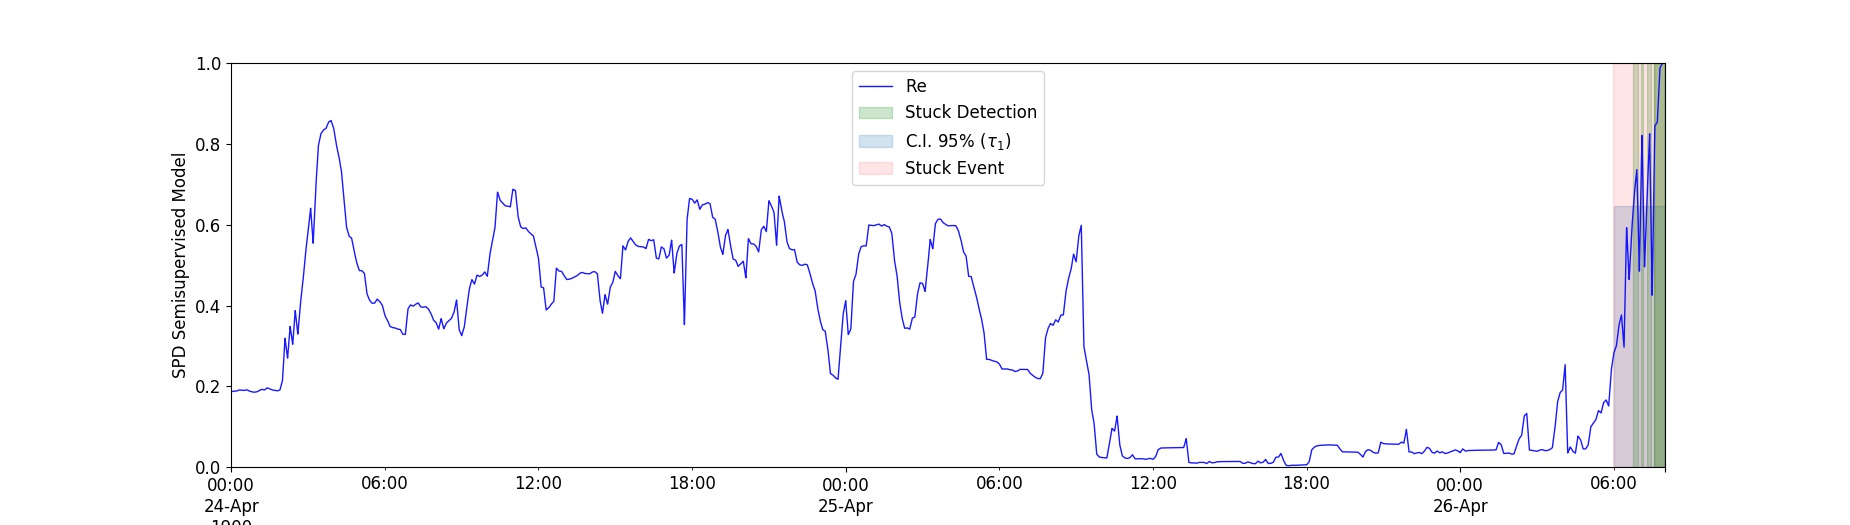 1.0
0.8
0.6
0.4
0.2
0.0
SPD Semisupervised Model
Re
Stuck Detection
C.I. 95% (τ₁)
Stuck Event
00:00 06:00 12:00 18:00 00:00 06:00 12:00 18:00 00:00 06:00
24-Apr 25-Apr 26-Apr
1900